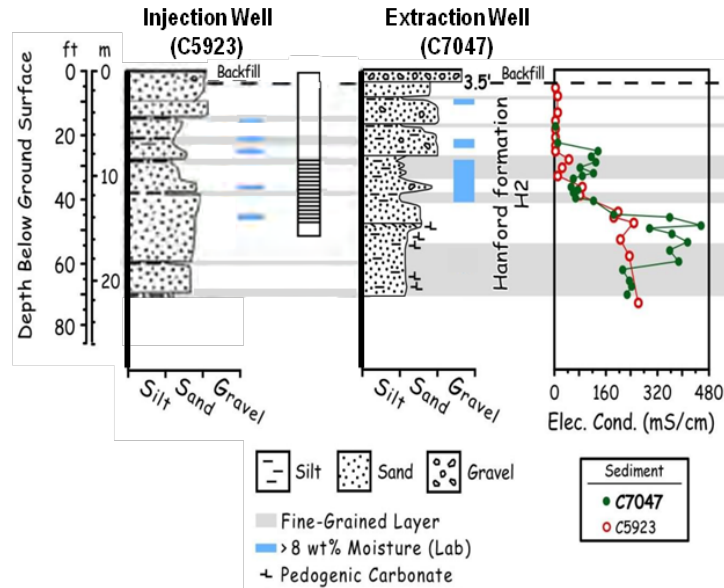 Injection Well
(C5923)
Extraction Well
(C7047)
ft m
Backfill
Backfill
3.5'
0
20
40
60
80
0
10
20
Depth Below Ground Surface
Hanford formation
H2
Silt
Sand
Gravel
Silt
Sand
Gravel
0
160
320
480
Elec. Cond. (mS/cm)
Silt
Sand
Gravel
Fine-Grained Layer
>8 wt% Moisture (Lab)
Pedogenic Carbonate
Sediment
C7047
C5923